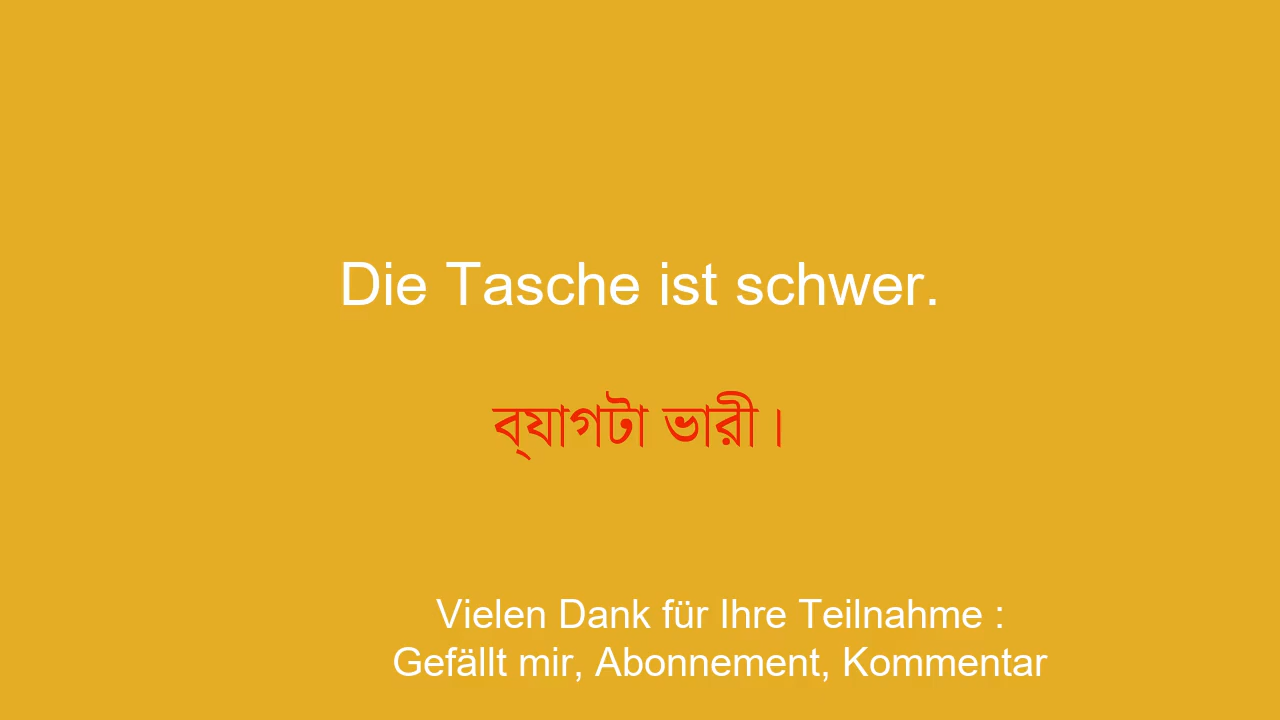 Die Tasche ist schwer.
ব্যাগটা ভারী।
Vielen Dank für Ihre Teilnahme :
Gefällt mir, Abonnement, Kommentar